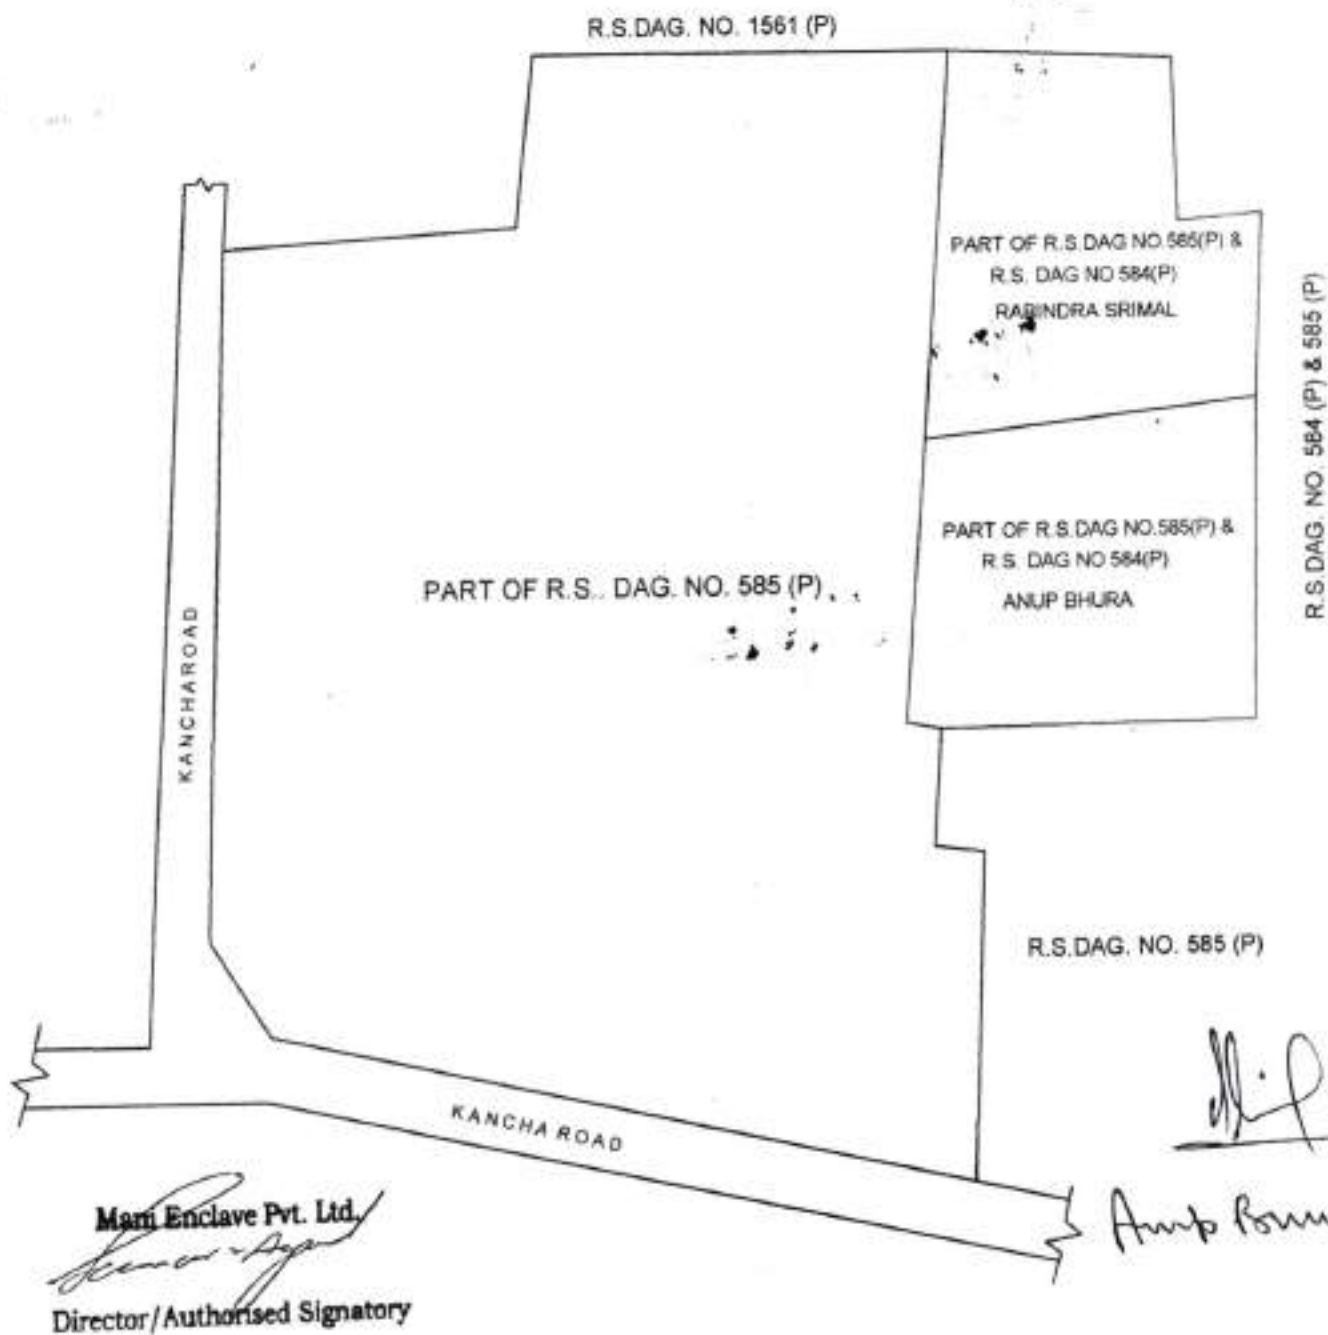 R.S.DAG. NO. 1561 (P)
PART OF R.S.DAG NO.585(P) &
R.S. DAG NO 584(P)
RABINDRA SRIMAL
R.S.DAG. NO. 584 (P) & 585 (P)
PART OF R.S.DAG NO.585(P) &
R.S. DAG NO 584(P)
ANUP BHURA
PART OF R.S.. DAG. NO. 585 (P)
KANCHAROAD
R.S.DAG. NO. 585 (P)
KANCHA ROAD
Mani Enclave Pvt. Ltd.
Director/Authorised Signatory
Anup